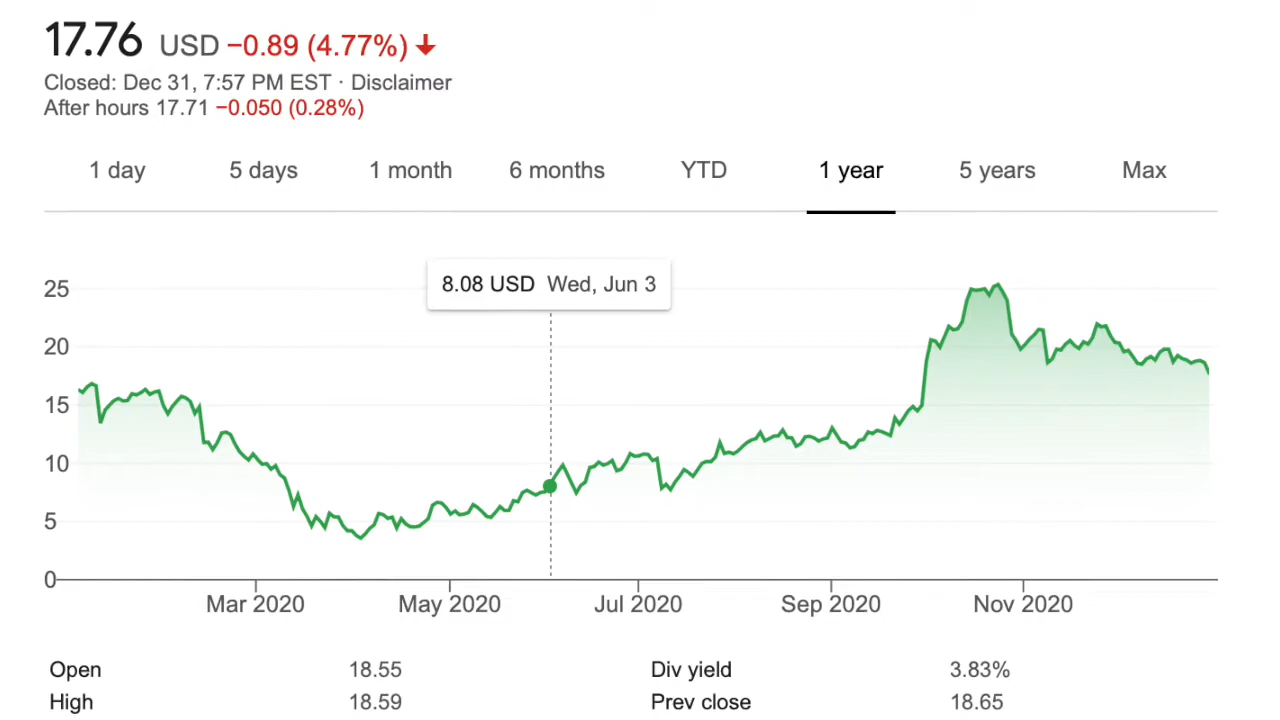 17.76 USD −0.89 (4.77%) ↓
Closed: Dec 31, 7:57 PM EST · Disclaimer
After hours 17.71 −0.050 (0.28%)
1 day 5 days 1 month 6 months YTD 1 year 5 years Max
8.08 USD Wed, Jun 3
25
20
15
10
5
0
Mar 2020 May 2020 Jul 2020 Sep 2020 Nov 2020
Open 18.55 Div yield 3.83%
High 18.59 Prev close 18.65